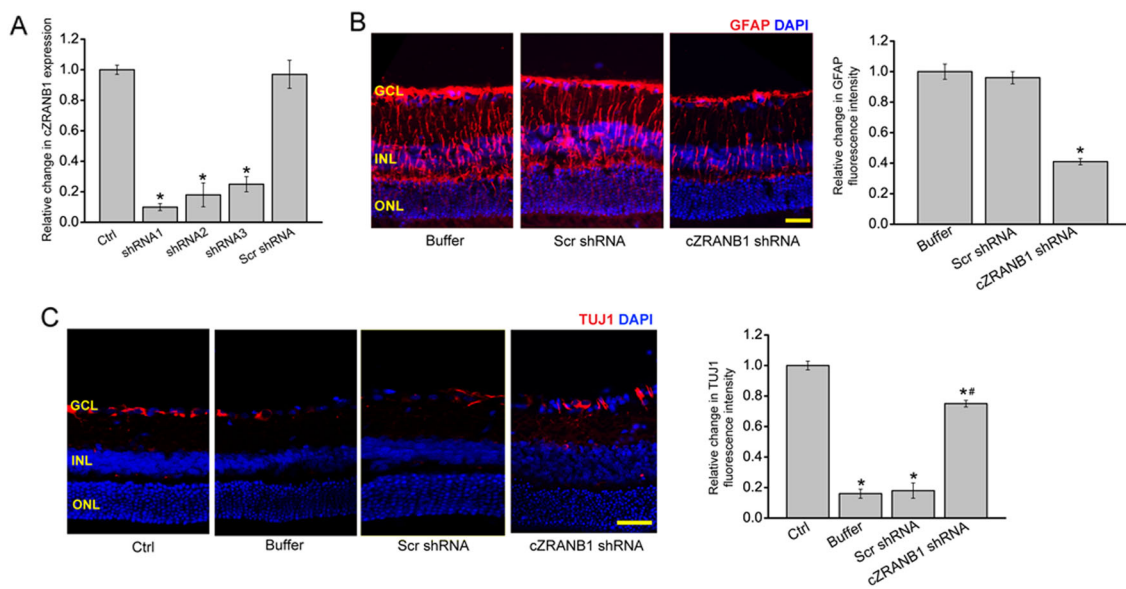 A
Relative change in cZRANB1 expression
1.2
1.0
0.8
0.6
0.4
0.2
0.0
*
*
*
Ctrl
shRNA1
shRNA2
shRNA3
Scr shRNA
B
GFAP DAPI
GCL
INL
ONL
Buffer
Scr shRNA
cZRANB1 shRNA
Relative change in GFAP
fluorescence intensity
1.2
1.0
0.8
0.6
0.4
0.2
0.0
*
Buffer
Scr shRNA
cZRANB1 shRNA
C
TUJ1 DAPI
GCL
INL
ONL
Ctrl
Buffer
Scr shRNA
cZRANB1 shRNA
Relative change in TUJ1
fluorescence intensity
1.2
1.0
0.8
0.6
0.4
0.2
0.0
*
*
*#
Ctrl
Buffer
Scr shRNA
cZRANB1 shRNA